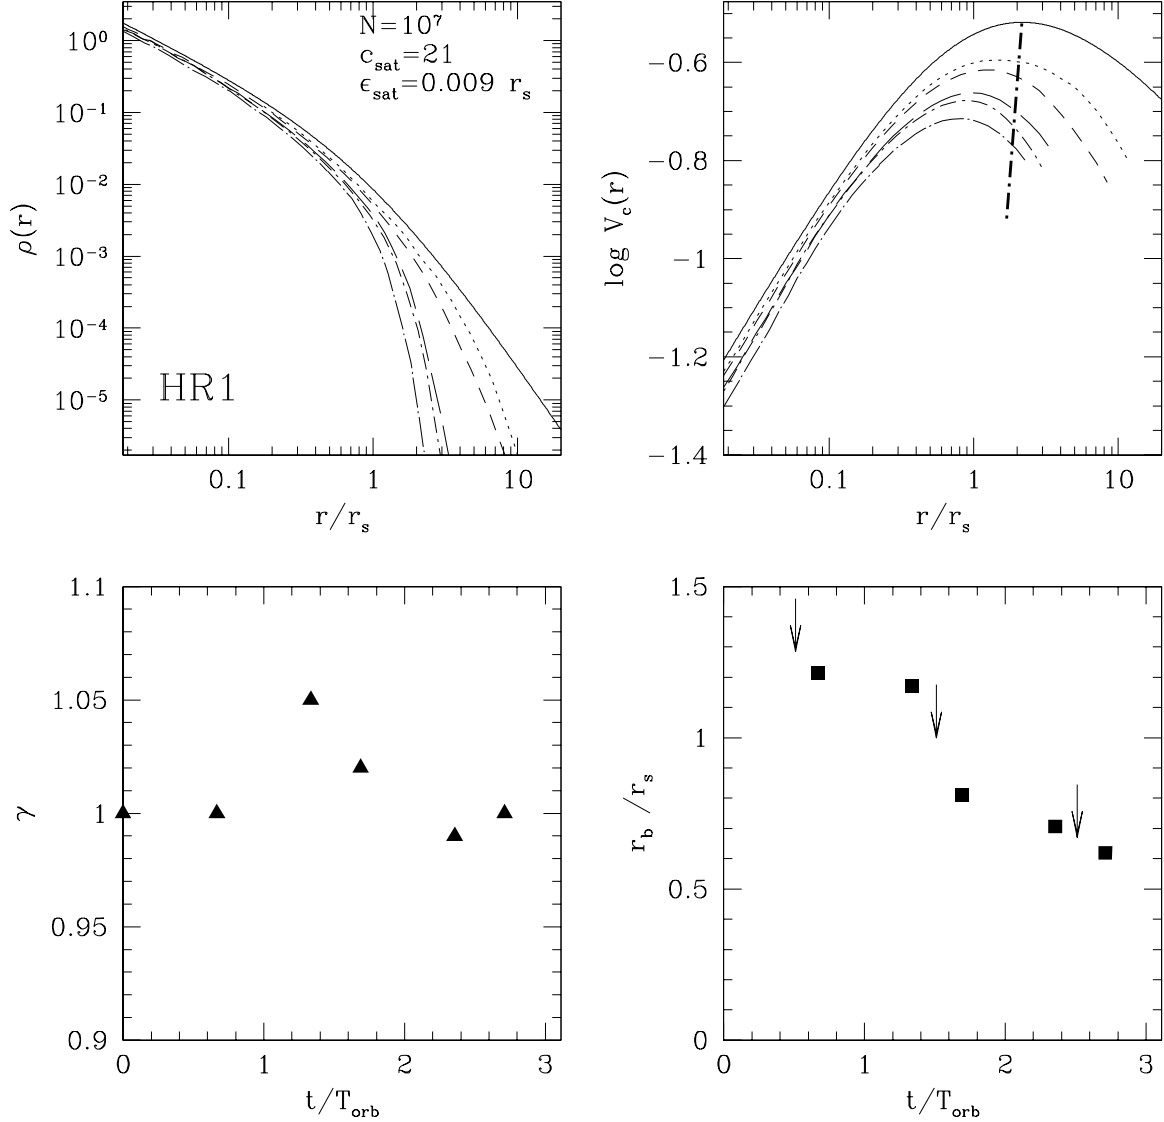 N=10⁷
c_sat=21
ε_sat=0.009 r_s
HR1
ρ(r)
10⁰
10⁻¹
10⁻²
10⁻³
10⁻⁴
10⁻⁵
0.1 1 10
r/r_s
log V_c(r)
−0.6
−0.8
−1
−1.2
−1.4
0.1 1 10
r/r_s
γ
1.1
1.05
1
0.95
0.9
0 1 2 3
t/T_orb
r_b/r_s
1.5
1
0.5
0
0 1 2 3
t/T_orb